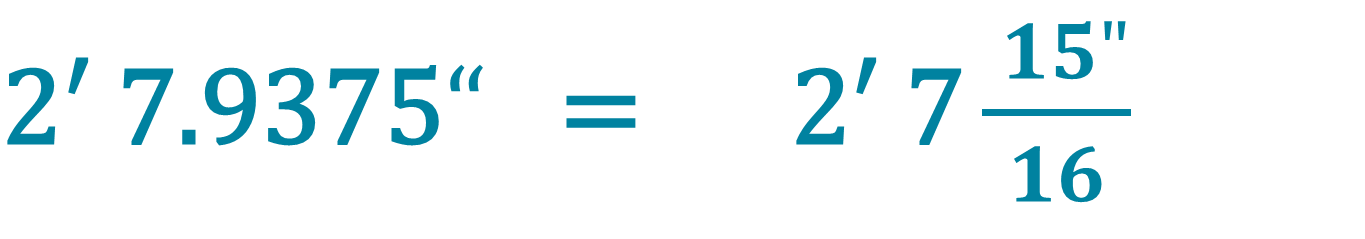 2′ 7.9375“ = 2′ 7 15"/16